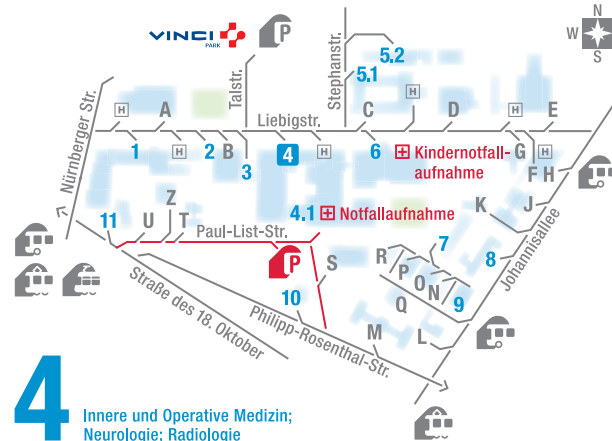 N
W
S
VINCI
PARK
P
5.2
5.1
Stephanstr.
Talstr.
Nürnberger Str.
H
A
C
H
D
H
E
Liebigstr.
1
H
2
B
3
4
H
6
Kindernotfall-
aufnahme
G
H
F
H
4.1
Notfallaufnahme
K
J
Johannisallee
Z
11
U
T
Paul-List-Str.
P
S
R
P
O
N
7
8
9
Q
10
Straße des 18. Oktober
Philipp-Rosenthal-Str.
M
L
4
Innere und Operative Medizin;
Neurologie; Radiologie